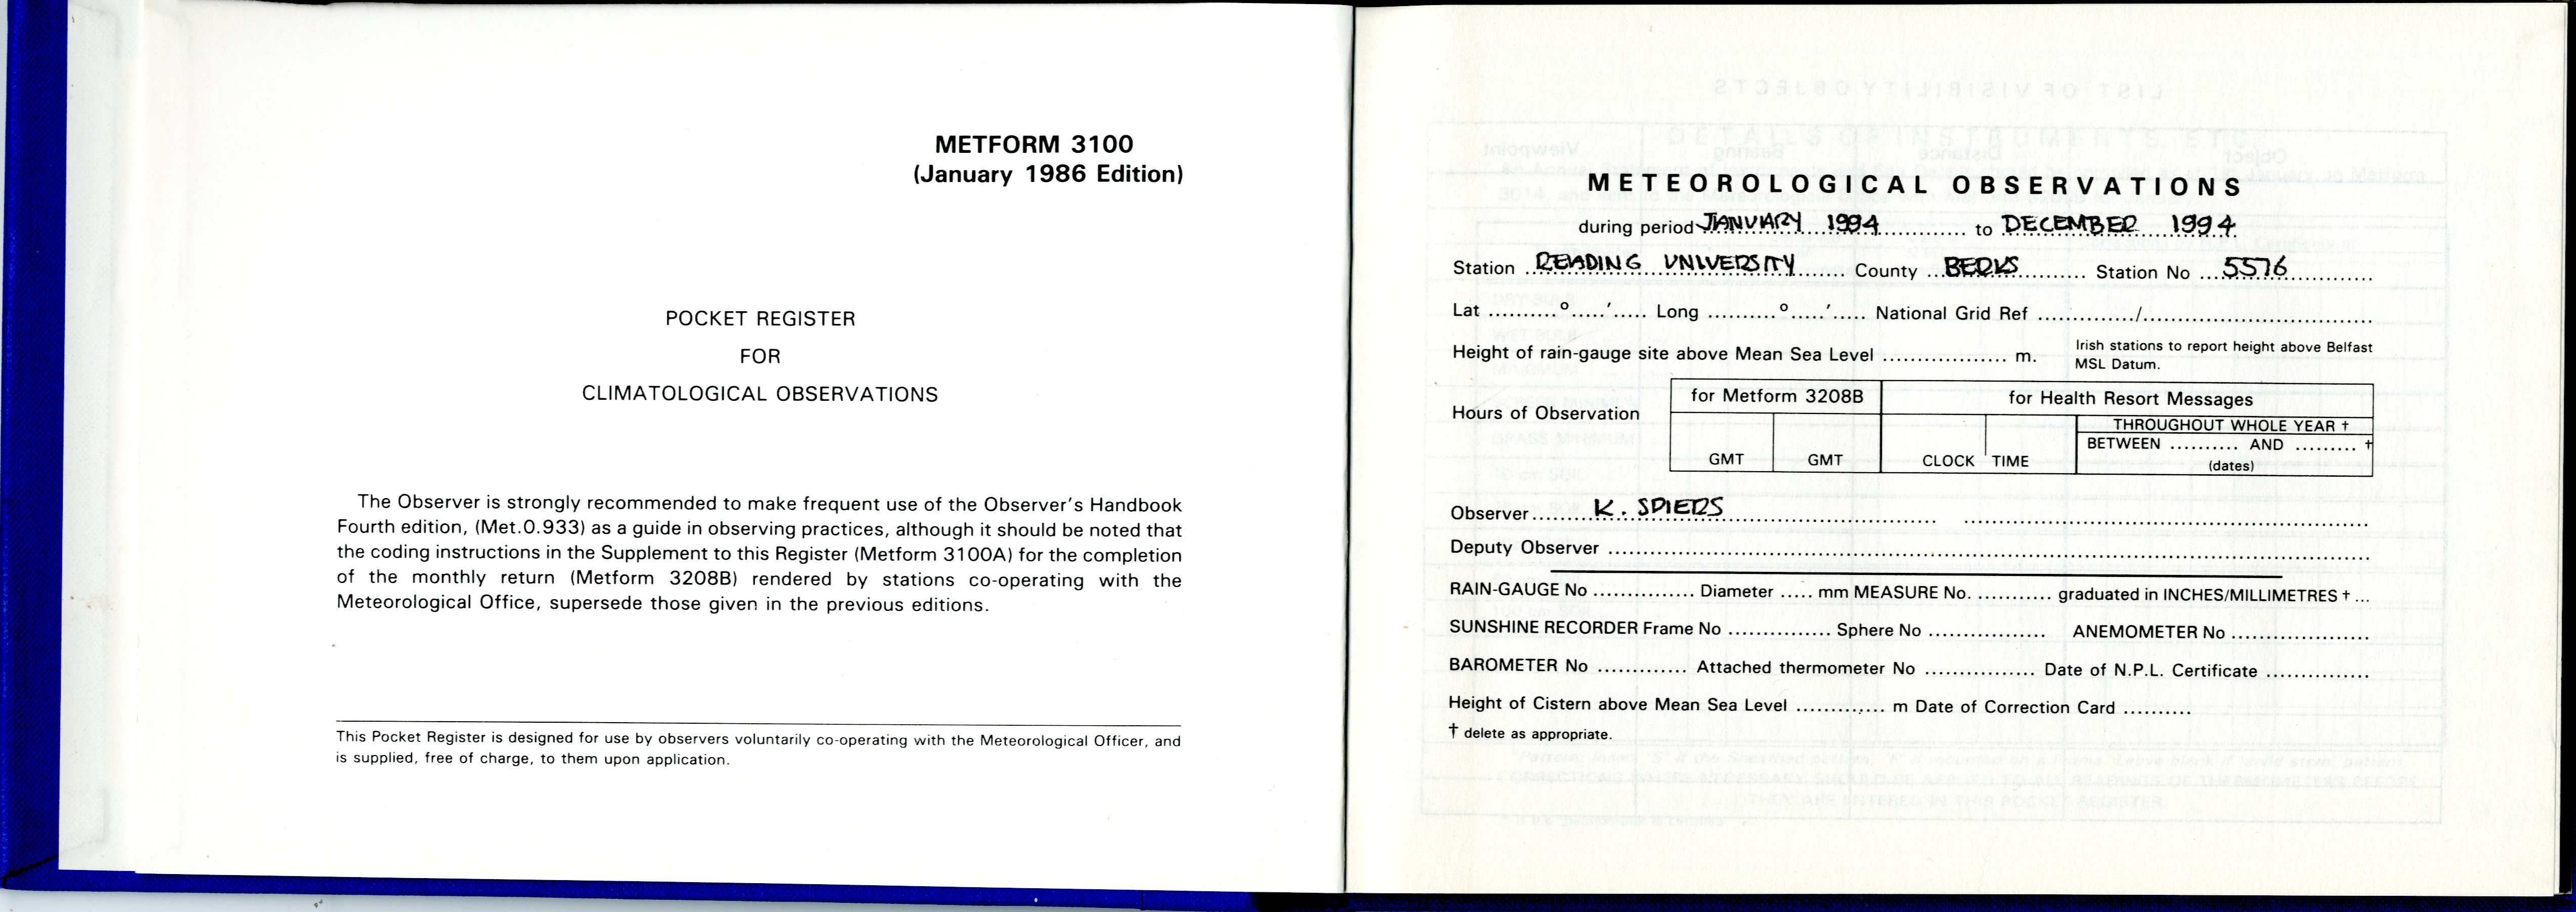 METFORM 3100
(January 1986 Edition)
POCKET REGISTER
FOR
CLIMATOLOGICAL OBSERVATIONS
The Observer is strongly recommended to make frequent use of the Observer's Handbook
Fourth edition, (Met.O.933) as a guide in observing practices, although it should be noted that
the coding instructions in the Supplement to this Register (Metform 3100A) for the completion
of the monthly return (Metform 3208B) rendered by stations co-operating with the
Meteorological Office, supersede those given in the previous editions.
This Pocket Register is designed for use by observers voluntarily co-operating with the Meteorological Officer, and
is supplied, free of charge, to them upon application.
METEOROLOGICAL OBSERVATIONS
during period JANUARY 1994 to DECEMBER 1994
Station READING UNIVERSITY County BERKS Station No 5576
Lat ..........°.....'..... Long ..........°.....'..... National Grid Ref ............../..................................
Height of rain-gauge site above Mean Sea Level .................. m. Irish stations to report height above Belfast
MSL Datum.
Hours of Observation
for Metform 3208B for Health Resort Messages
THROUGHOUT WHOLE YEAR †
BETWEEN .......... AND ......... †
GMT GMT CLOCK TIME (dates)
Observer K. SPIERS
Deputy Observer
RAIN-GAUGE No ............... Diameter ..... mm MEASURE No. ........... graduated in INCHES/MILLIMETRES † ...
SUNSHINE RECORDER Frame No ............... Sphere No ................. ANEMOMETER No ....................
BAROMETER No ............. Attached thermometer No ................ Date of N.P.L. Certificate ...............
Height of Cistern above Mean Sea Level ............. m Date of Correction Card ..........
† delete as appropriate.